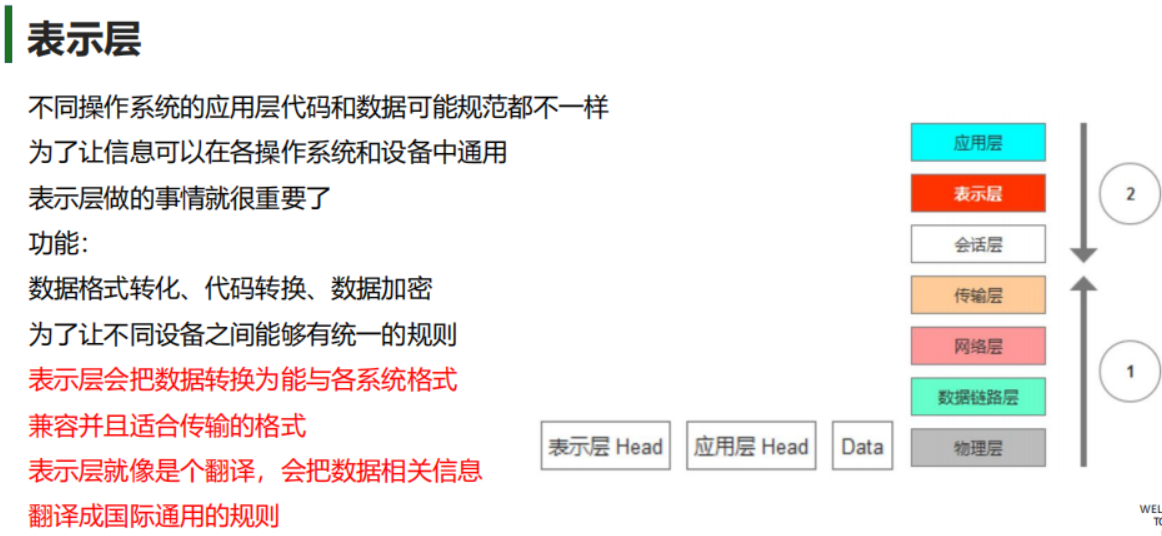 表示层
不同操作系统的应用层代码和数据可能规范都不一样
为了让信息可以在各操作系统和设备中通用
表示层做的事情就很重要了
功能：
数据格式转化、代码转换、数据加密
为了让不同设备之间能够有统一的规则
表示层会把数据转换为能与各系统格式
兼容并且适合传输的格式
表示层就像是个翻译，会把数据相关信息
翻译成国际通用的规则
表示层 Head
应用层 Head
Data
应用层
表示层
会话层
传输层
网络层
数据链路层
物理层
2
1